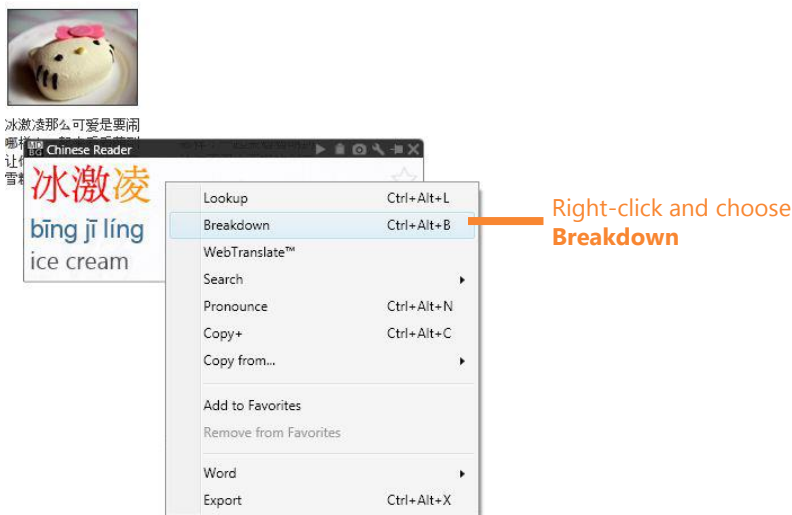 冰激凌那么可爱是要闹
MD BG Chinese Reader
冰激凌
bīng jī líng
ice cream
Lookup Ctrl+Alt+L
Breakdown Ctrl+Alt+B
WebTranslate™
Search
Pronounce Ctrl+Alt+N
Copy+ Ctrl+Alt+C
Copy from...
Add to Favorites
Remove from Favorites
Word
Export Ctrl+Alt+X
Right-click and choose
Breakdown